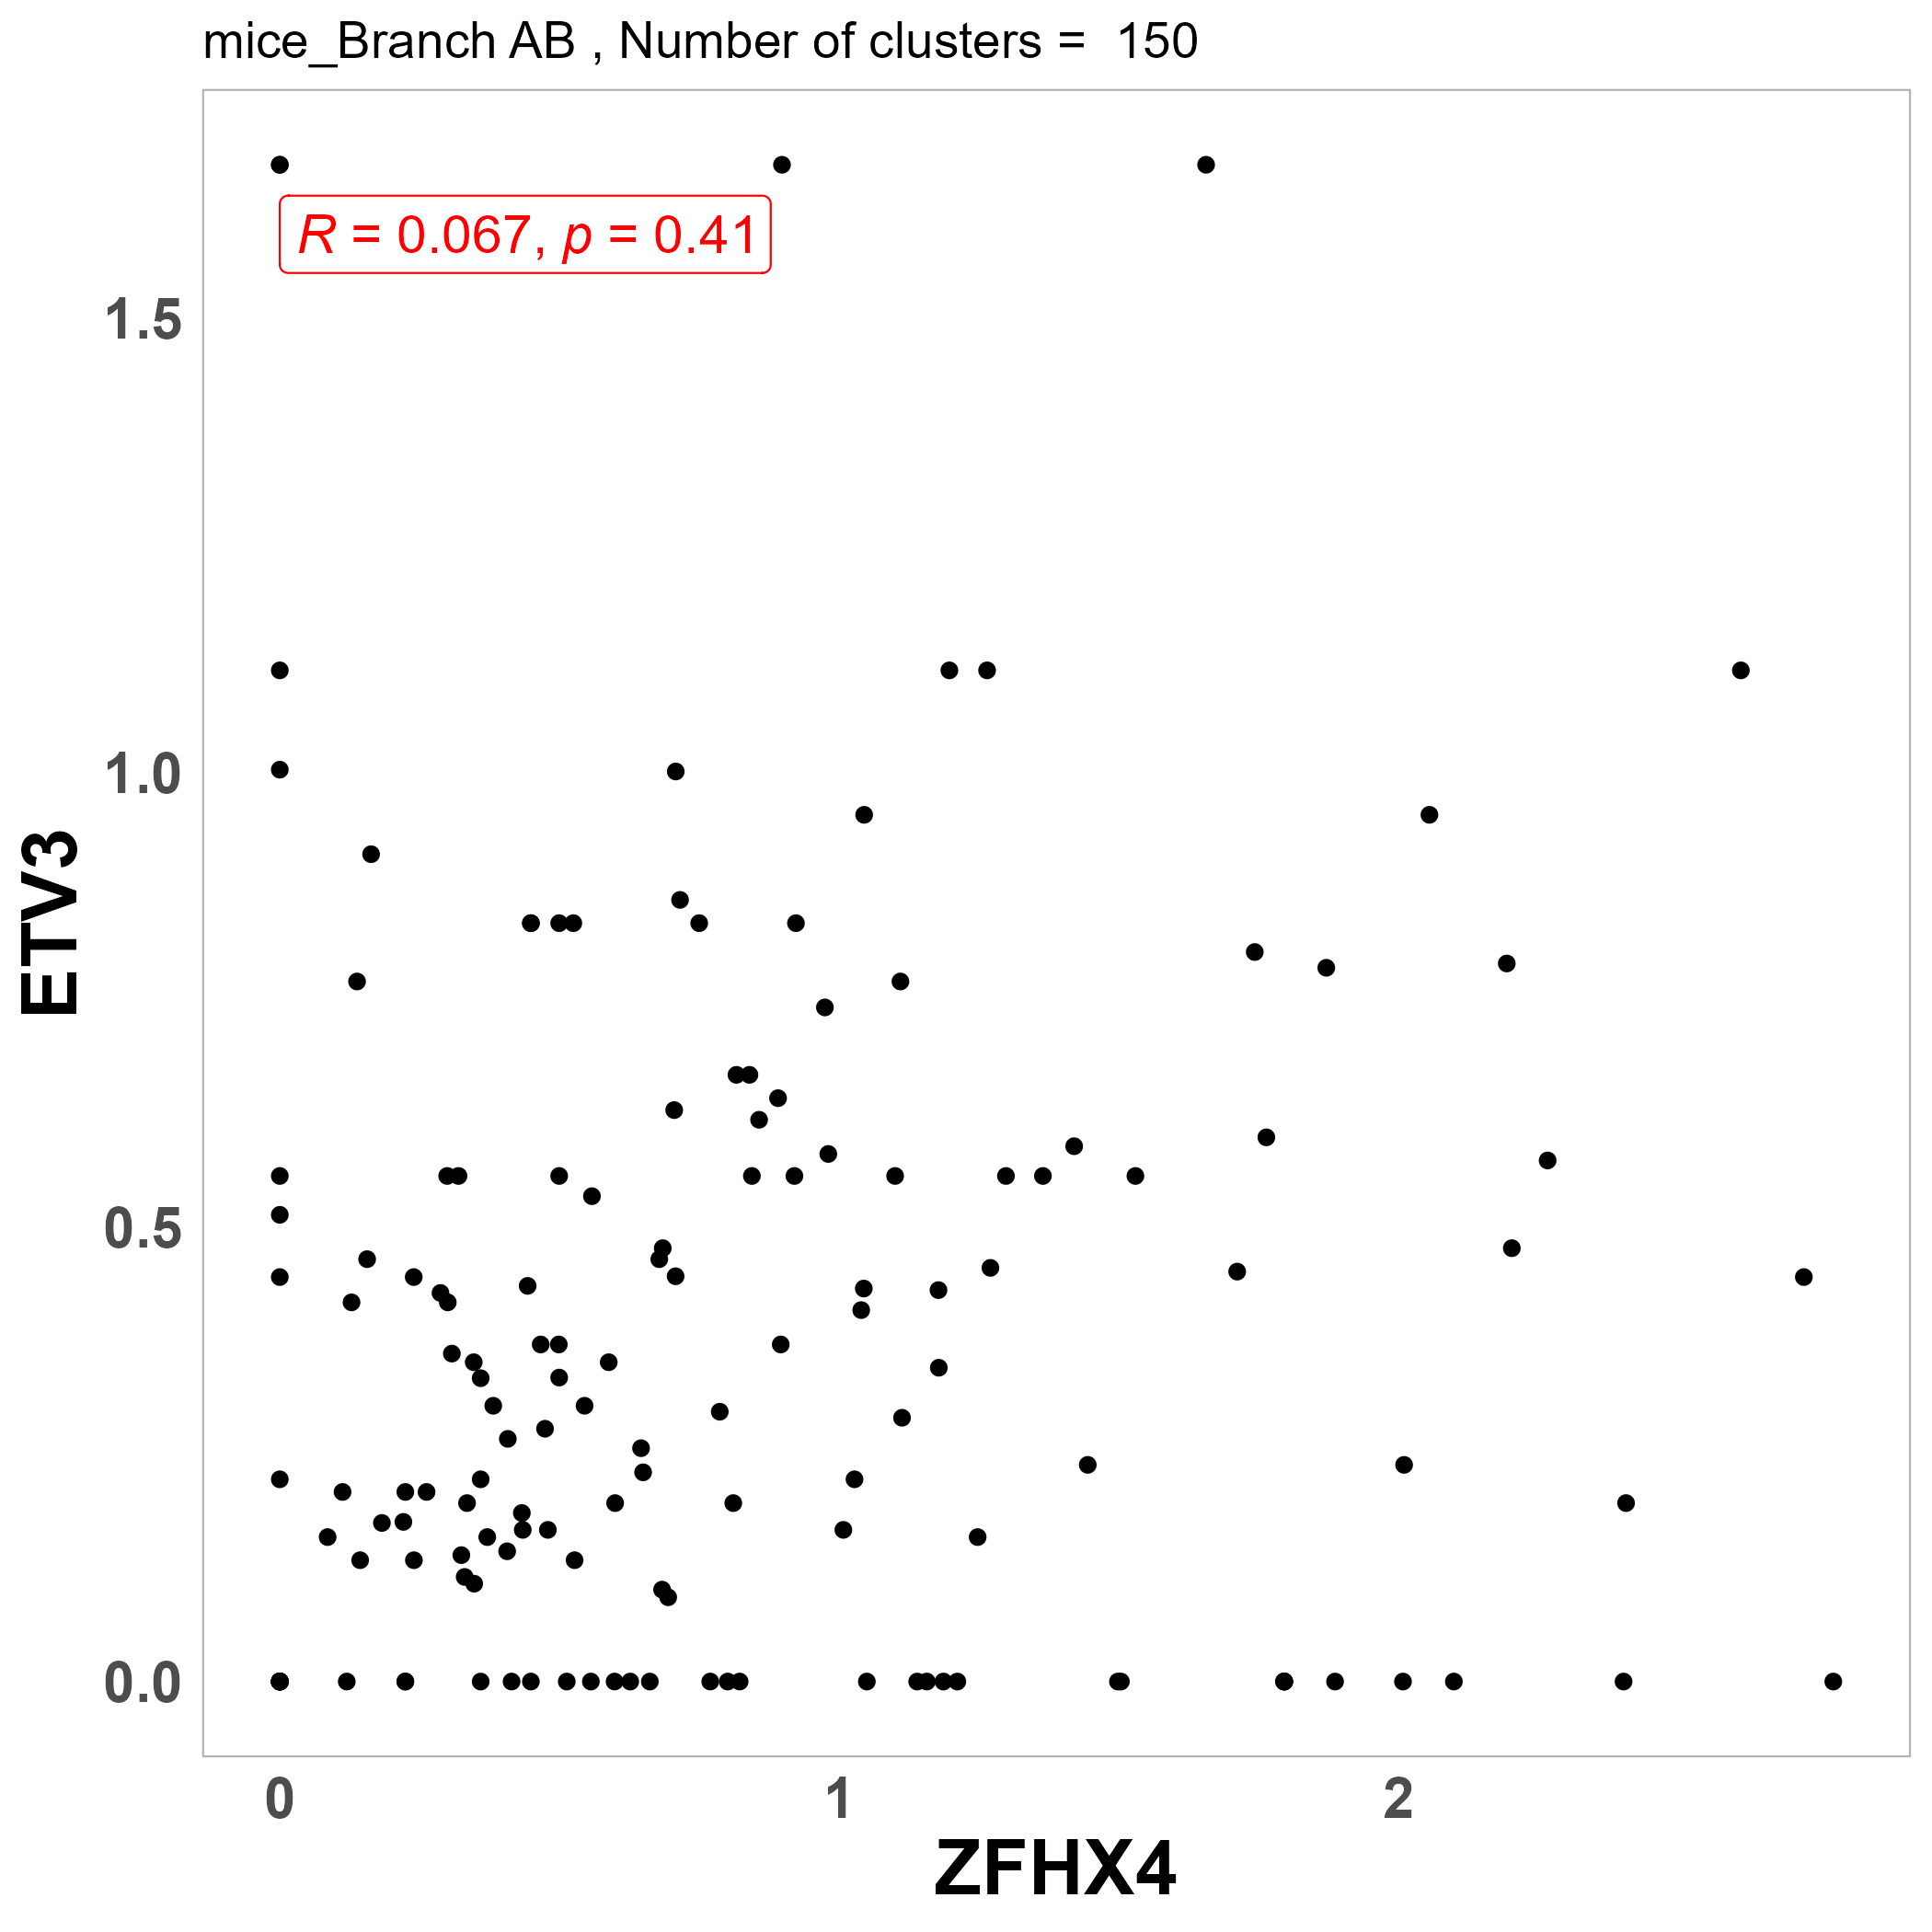 mice_Branch AB , Number of clusters =  150
R = 0.067, p = 0.41
1.5
1.0
0.5
0.0
ETV3
0 1 2
ZFHX4